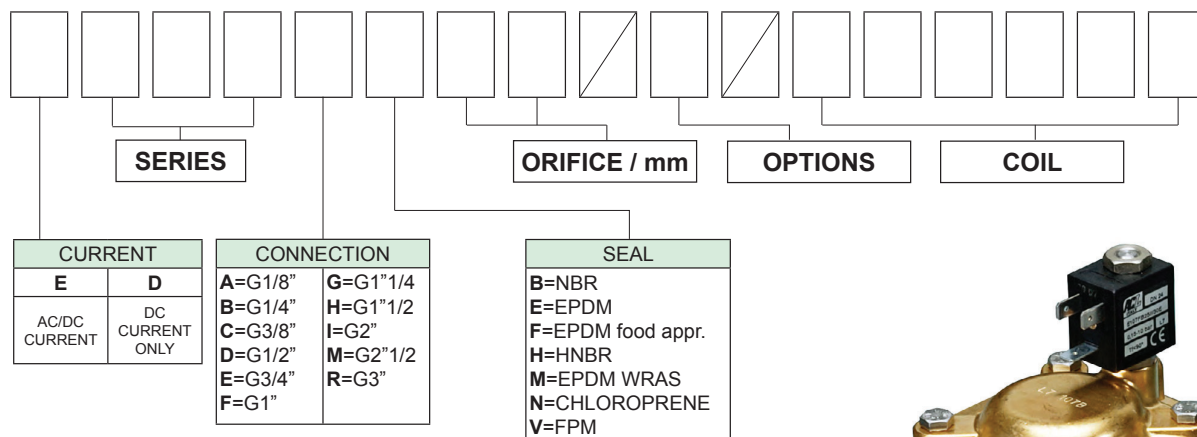 SERIES
ORIFICE / mm
OPTIONS
COIL
CURRENT
E D
AC/DC CURRENT
DC CURRENT ONLY
CONNECTION
A=G1/8” G=G1”1/4
B=G1/4” H=G1”1/2
C=G3/8” I=G2”
D=G1/2” M=G2”1/2
E=G3/4” R=G3”
F=G1”
SEAL
B=NBR
E=EPDM
F=EPDM food appr.
H=HNBR
M=EPDM WRAS
N=CHLOROPRENE
V=FPM
CE